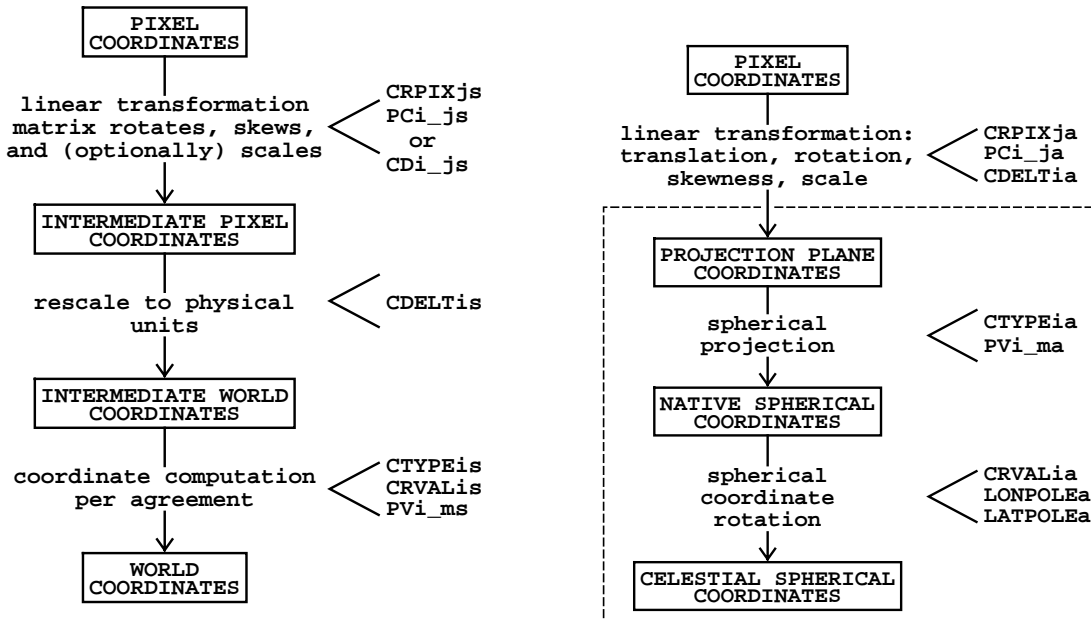 PIXEL
COORDINATES
linear transformation
matrix rotates, skews,
and (optionally) scales
CRPIXjs
PCi_js
or
CDi_js
INTERMEDIATE PIXEL
COORDINATES
rescale to physical
units
CDELTis
INTERMEDIATE WORLD
COORDINATES
coordinate computation
per agreement
CTYPEis
CRVALis
PVi_ms
WORLD
COORDINATES
PIXEL
COORDINATES
linear transformation:
translation, rotation,
skewness, scale
CRPIXja
PCi_ja
CDELTia
PROJECTION PLANE
COORDINATES
spherical
projection
CTYPEia
PVi_ma
NATIVE SPHERICAL
COORDINATES
spherical
coordinate
rotation
CRVALia
LONPOLEa
LATPOLEa
CELESTIAL SPHERICAL
COORDINATES